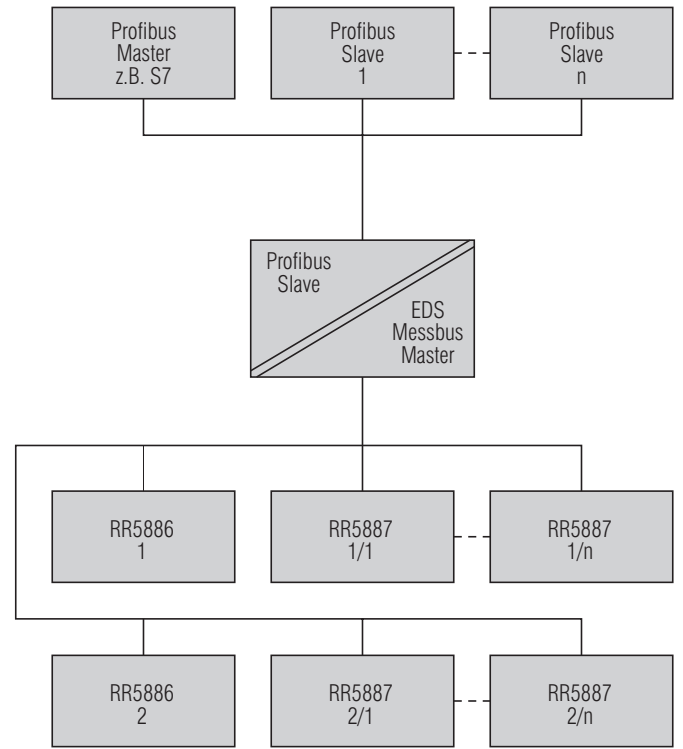 Profibus
Master
z.B. S7
Profibus
Slave
1
Profibus
Slave
n
Profibus
Slave
EDS
Messbus
Master
RR5886
1
RR5887
1/1
RR5887
1/n
RR5886
2
RR5887
2/1
RR5887
2/n